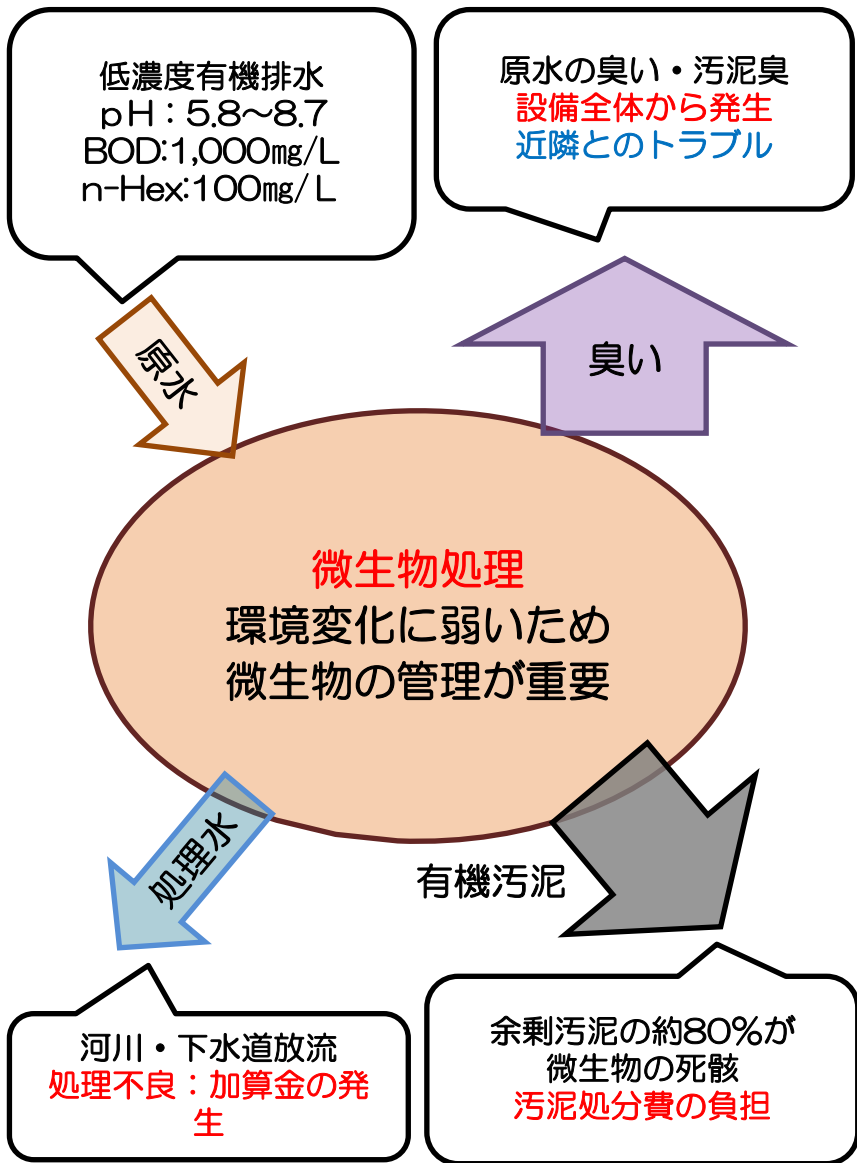 低濃度有機排水
ｐH：5.8～8.7
BOD:1,000㎎/L
n-Hex:100㎎/L
原水の臭い・汚泥臭
設備全体から発生
近隣とのトラブル
原水
臭い
微生物処理
環境変化に弱いため
微生物の管理が重要
処理水
有機汚泥
河川・下水道放流
処理不良：加算金の発
生
余剰汚泥の約80%が
微生物の死骸
汚泥処分費の負担